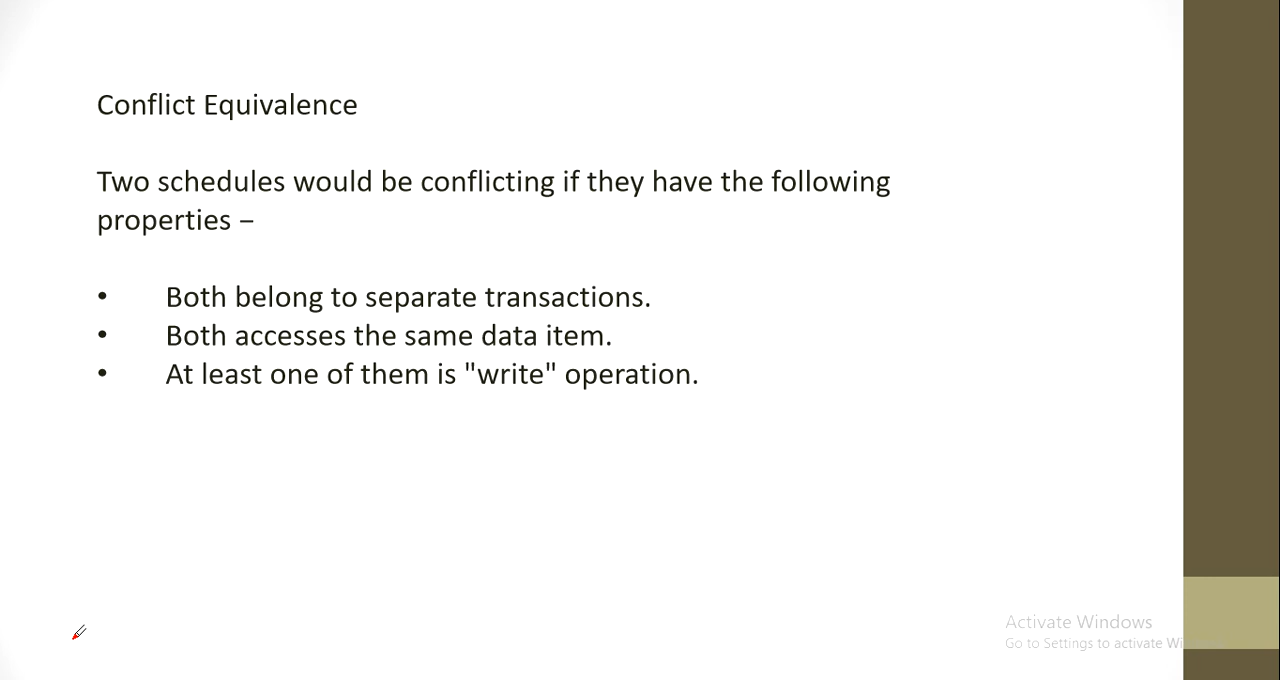 Conflict Equivalence
Two schedules would be conflicting if they have the following
properties –
• Both belong to separate transactions.
• Both accesses the same data item.
• At least one of them is "write" operation.
Activate Windows
Go to Settings to activate